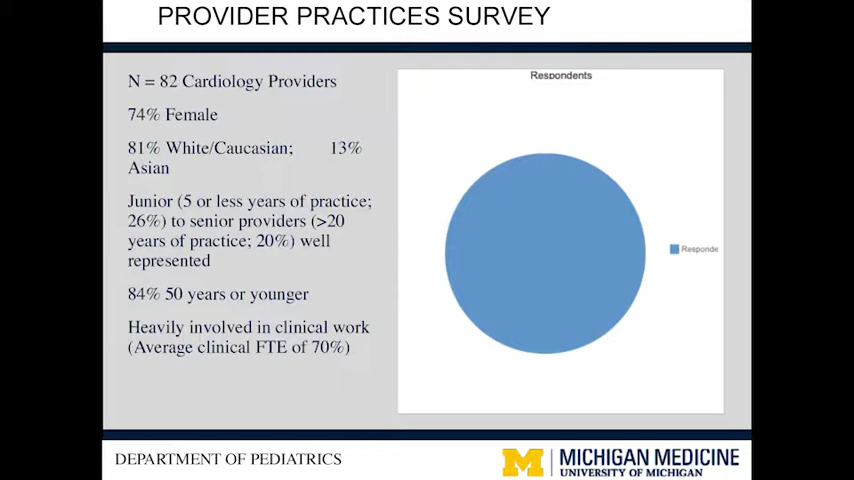 PROVIDER PRACTICES SURVEY
N = 82 Cardiology Providers
74% Female
81% White/Caucasian; 13%
Asian
Junior (5 or less years of practice;
26%) to senior providers (>20
years of practice; 20%) well
represented
84% 50 years or younger
Heavily involved in clinical work
(Average clinical FTE of 70%)
Respondents
Responde
DEPARTMENT OF PEDIATRICS
M
MICHIGAN MEDICINE
UNIVERSITY OF MICHIGAN